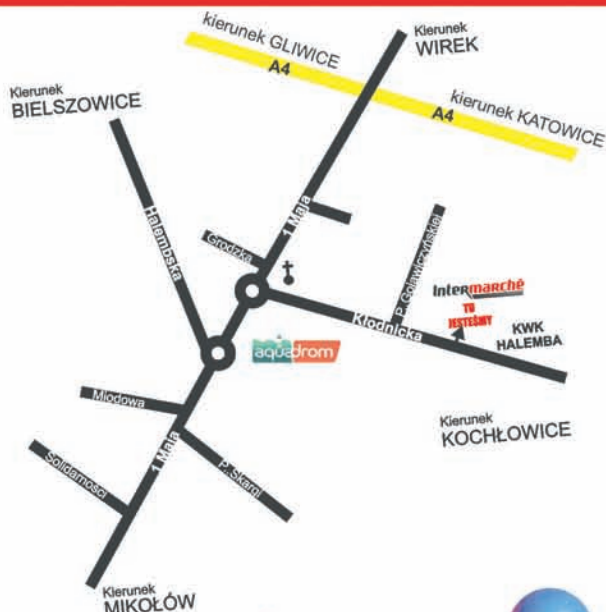 Kierunek
WIREK
kierunek GLIWICE
A4
kierunek KATOWICE
A4
Kierunek
BIELSZOWICE
Halembska
1 Maja
Grodzka
P. Gołąwiczyńskiej
Intermarché
TU
JESTEŚMY
KWK
HALEMBA
Kłodnicka
aquadrom
Kierunek
KOCHŁOWICE
Miodowa
1 Maja
P. Skargi
Solidarności
Kierunek
MIKOŁÓW